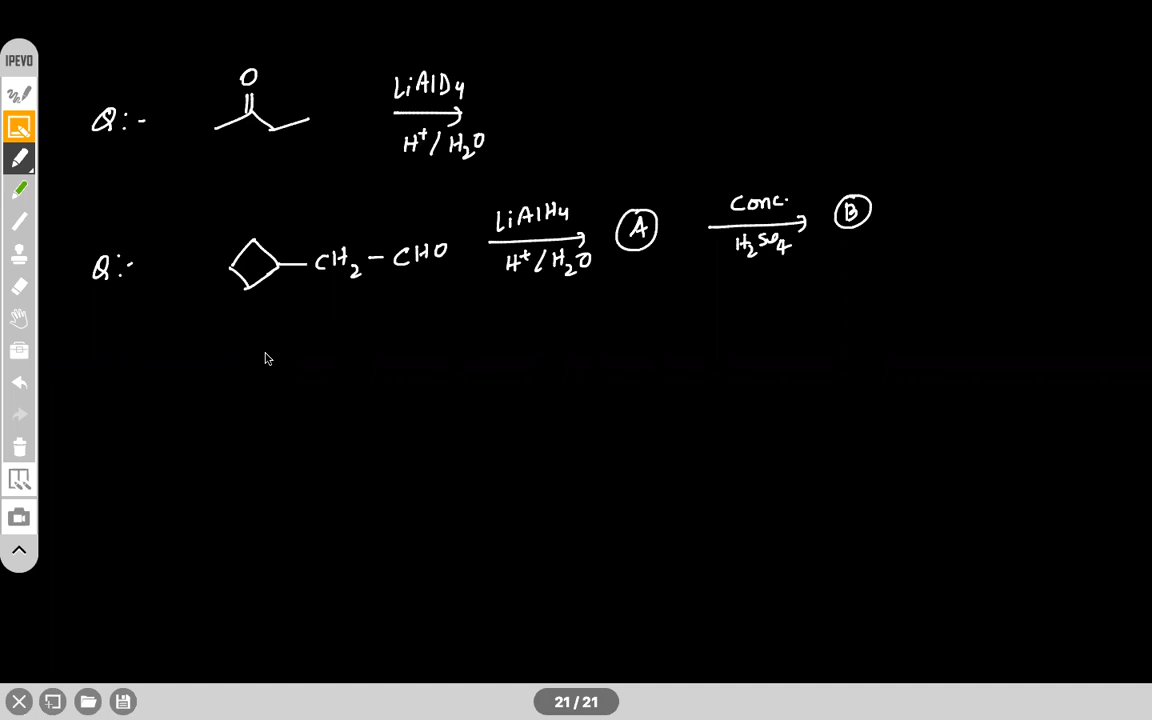 IPEVO
O
Q:- LiAlD4
H+/H2O
Q:- CH2-CHO LiAlH4 A Conc. B
H+/H2O H2SO4
21/21